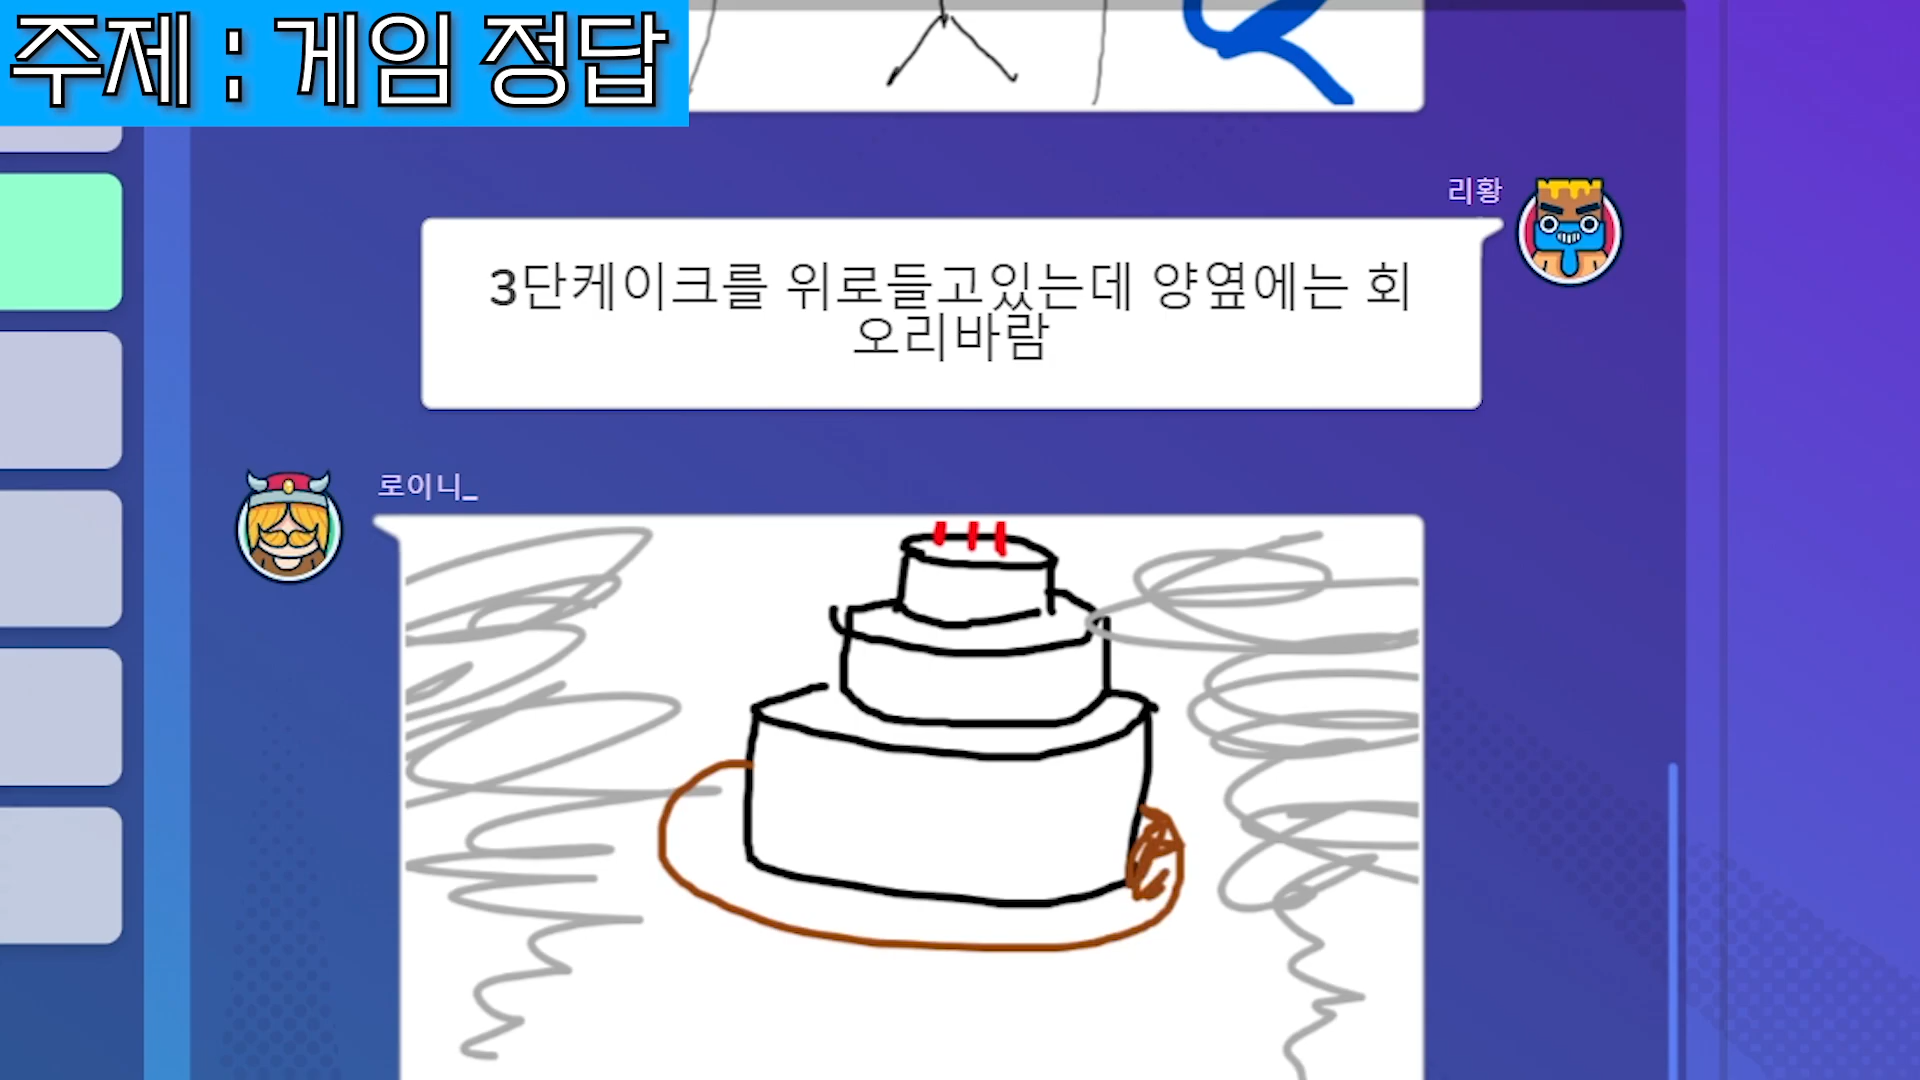 주제 : 게임 정답
리황
3단케이크를 위로들고있는데 양옆에는 회
오리바람
로이니_